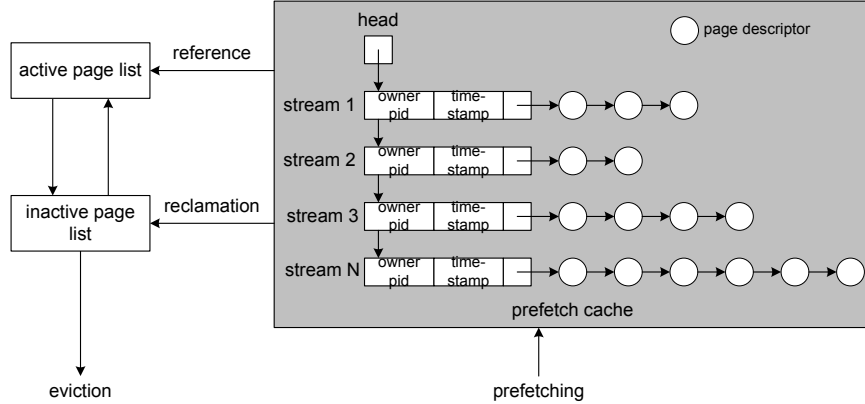 head
page descriptor
reference
active page list
stream 1
owner
pid
time-
stamp
stream 2
owner
pid
time-
stamp
reclamation
inactive page
list
stream 3
owner
pid
time-
stamp
stream N
owner
pid
time-
stamp
prefetch cache
eviction
prefetching